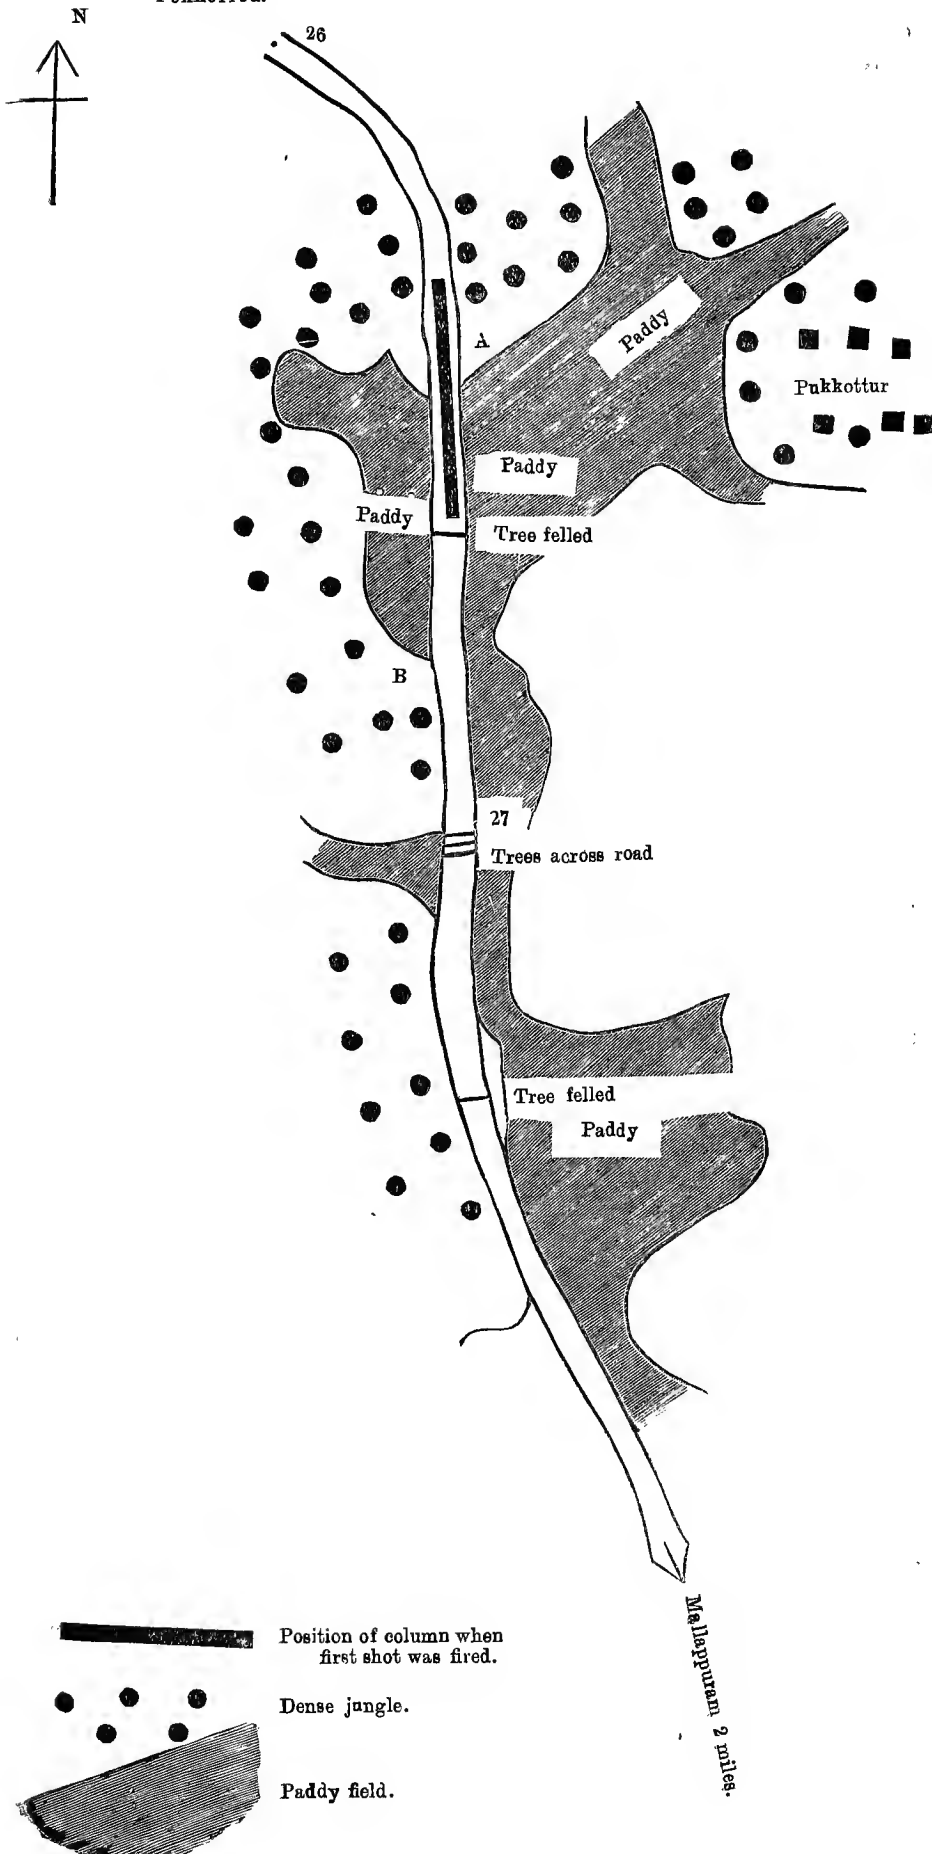 N
26
A
Paddy
Pukkottur
Paddy
Paddy
Tree felled
B
27
Trees across road
Tree felled
Paddy
Mallappuram 2 miles.
Position of column when
first shot was fired.
Dense jungle.
Paddy field.